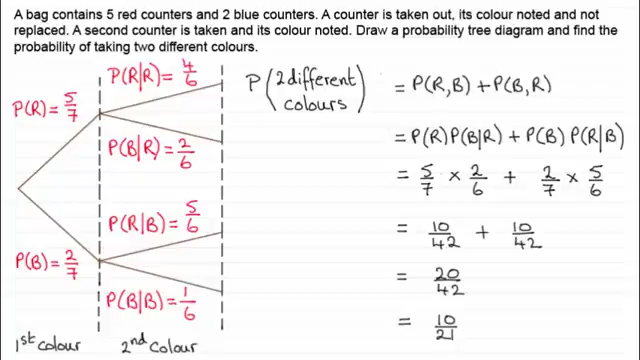 A bag contains 5 red counters and 2 blue counters. A counter is taken out, its colour noted and not
replaced. A second counter is taken and its colour noted. Draw a probability tree diagram and find the
probability of taking two different colours.
P(R) = 5/7
P(B) = 2/7
1st colour
P(R|R) = 4/6
P(B|R) = 2/6
P(R|B) = 5/6
P(B|B) = 1/6
2nd colour
P (2 different colours) = P(R,B) + P(B,R)
= P(R) P(B|R) + P(B) P(R|B)
= 5/7 × 2/6 + 2/7 × 5/6
= 10/42 + 10/42
= 20/42
= 10/21